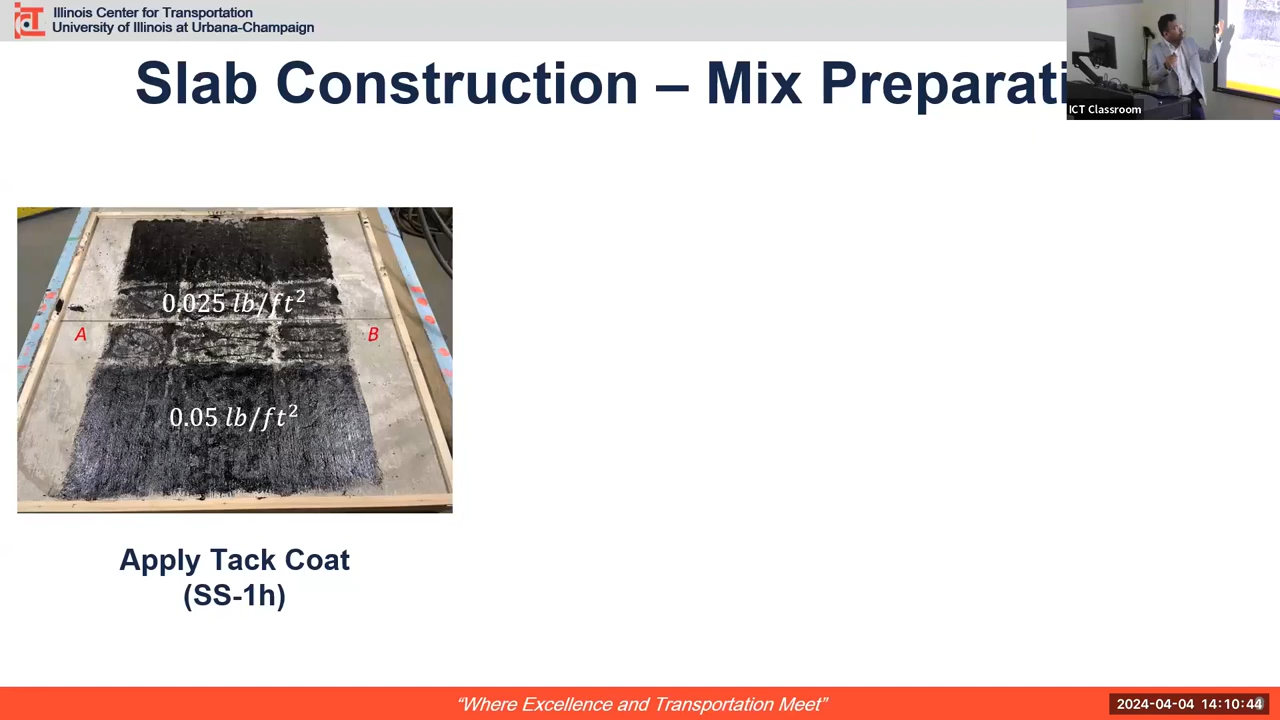 Illinois Center for Transportation
University of Illinois at Urbana-Champaign
Slab Construction – Mix Preparati
ICT Classroom
0.025 lb/ft²
A
B
0.05 lb/ft²
Apply Tack Coat
(SS-1h)
“Where Excellence and Transportation Meet”
2024-04-04 14:10:44